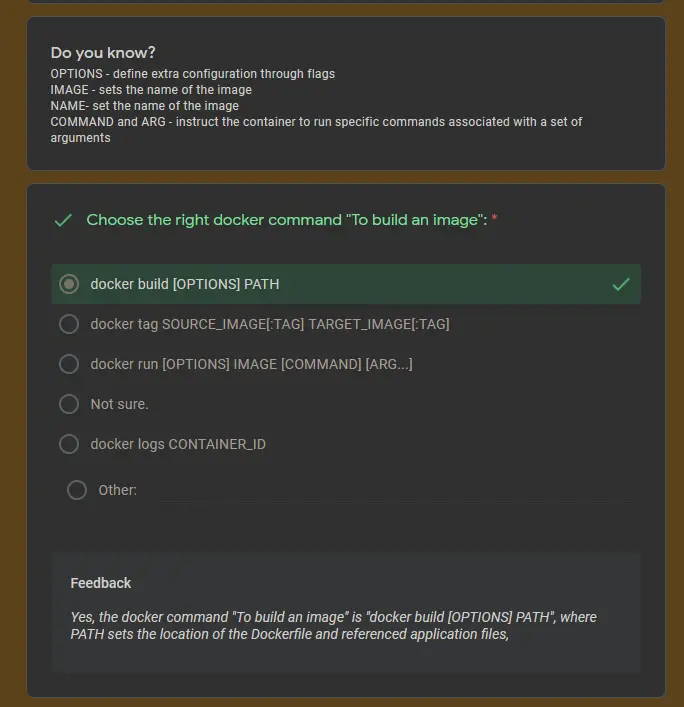 Do you know?
OPTIONS - define extra configuration through flags
IMAGE - sets the name of the image
NAME- set the name of the image
COMMAND and ARG - instruct the container to run specific commands associated with a set of
arguments
Choose the right docker command "To build an image": *
docker build [OPTIONS] PATH
docker tag SOURCE_IMAGE[:TAG] TARGET_IMAGE[:TAG]
docker run [OPTIONS] IMAGE [COMMAND] [ARG...]
Not sure.
docker logs CONTAINER_ID
Other:
Feedback
Yes, the docker command "To build an image" is "docker build [OPTIONS] PATH", where
PATH sets the location of the Dockerfile and referenced application files,